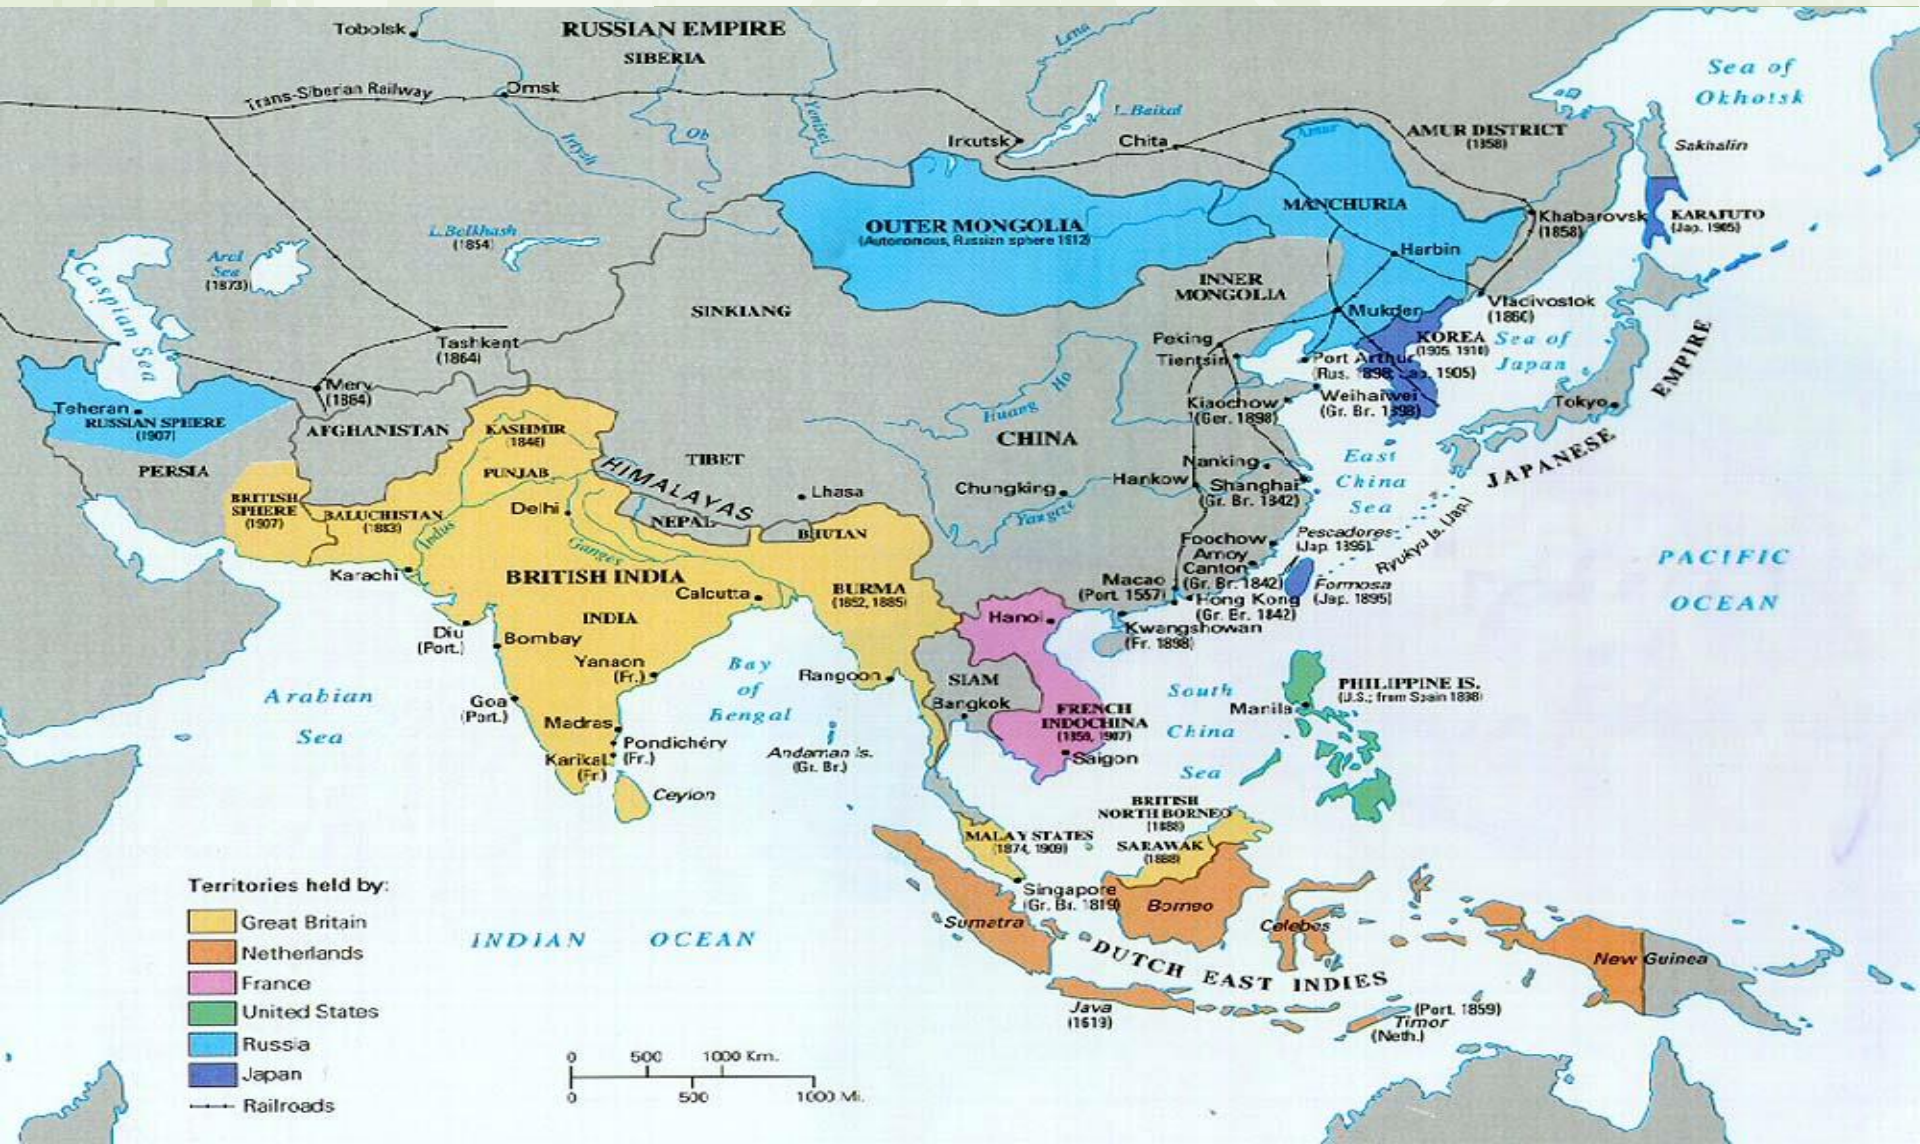 Tobolsk
RUSSIAN EMPIRE
SIBERIA
Lena
Sea of
Okhotsk
Trans-Siberian Railway
Omsk
Yenisei
L. Baikal
Irtysh
Ob
Irkutsk
Chita
Amur
AMUR DISTRICT
(1858)
Sakhalin
MANCHURIA
OUTER MONGOLIA
(Autonomous, Russian sphere 1912)
Khabarovsk
(1858)
KARAFUTO
(Jap. 1905)
L. Belkhash
(1854)
Harbin
Aral
Sea
(1873)
Caspian Sea
INNER
MONGOLIA
SINKIANG
Vladivostok
(1860)
Mukden
Tashkent
(1864)
Peking
Tientsin
KOREA
(1905, 1910)
Sea of
Japan
Port Arthur
(Rus. 1898; Jap. 1905)
Merv
(1884)
Weihaiwei
(Gr. Br. 1898)
Kiaochow
(Ger. 1898)
Tokyo
JAPANESE EMPIRE
Teheran
RUSSIAN SPHERE
(1907)
AFGHANISTAN
KASHMIR
(1846)
Huang Ho
CHINA
PERSIA
PUNJAB
HIMALAYAS
TIBET
Lhasa
Nanking
Hankow
Shanghai
(Gr. Br. 1842)
Chungking
Yangtze
East
China
Sea
BRITISH
SPHERE
(1907)
BALUCHISTAN
(1883)
Indus
Delhi
NEPAL
BHUTAN
Ganges
Foochow
Amoy
Canton
(Gr. Br. 1842)
Pescadores
(Jap. 1895)
Ryukyu Is. (Jap.)
PACIFIC
OCEAN
Karachi
BRITISH INDIA
Calcutta
BURMA
(1852, 1885)
Macao
(Port. 1557)
Hong Kong
(Gr. Br. 1842)
Formosa
(Jap. 1895)
INDIA
Hanoi
Kwangshowan
(Fr. 1898)
Diu
(Port.)
Bombay
Yanaon
(Fr.)
Bay
of
Bengal
Rangoon
SIAM
Bangkok
South
China
Sea
PHILIPPINE IS.
(U.S.; from Spain 1898)
Manila
Arabian
Sea
Goa
(Port.)
Madras
FRENCH
INDOCHINA
(1859, 1907)
Saigon
Pondichéry
(Fr.)
Karikal
(Fr.)
Andaman Is.
(Gr. Br.)
Ceylon
BRITISH
NORTH BORNEO
(1888)
MALAY STATES
(1874, 1909)
SARAWAK
(1888)
Singapore
(Gr. Br. 1819)
Sumatra
Borneo
Celebes
INDIAN OCEAN
DUTCH EAST INDIES
New Guinea
Java
(1619)
(Port. 1859)
Timor
(Neth.)
Territories held by:
Great Britain
Netherlands
France
United States
Russia
Japan
Railroads
0 500 1000 Km.
0 500 1000 Mi.